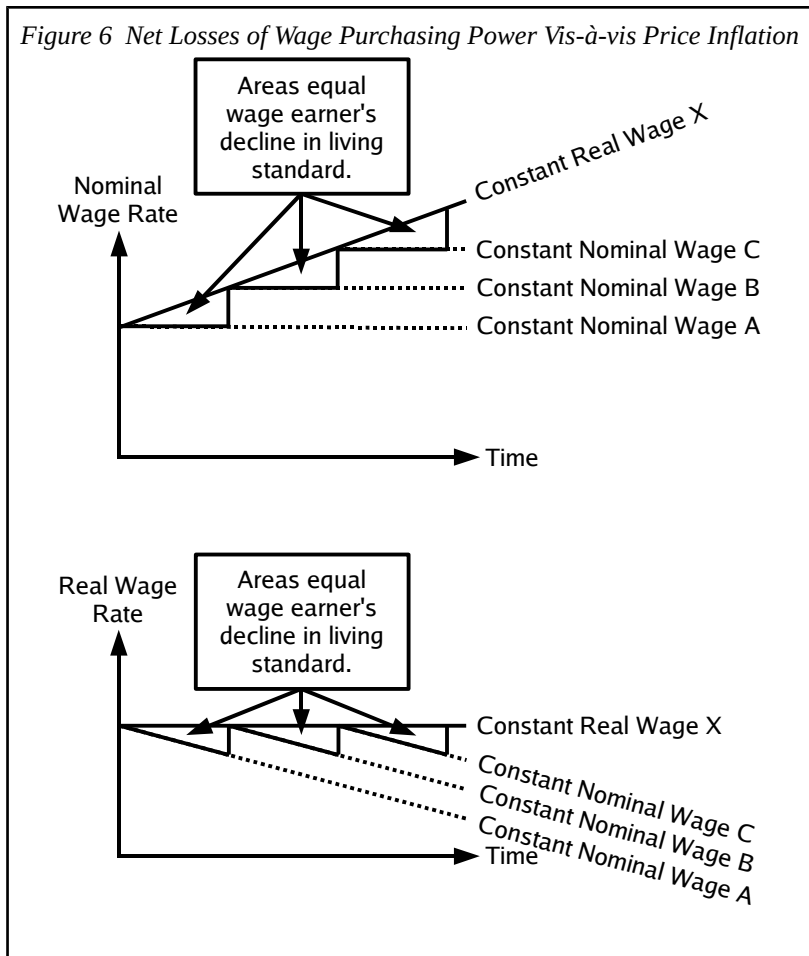 Figure 6 Net Losses of Wage Purchasing Power Vis-à-vis Price Inflation
Areas equal
wage earner's
decline in living
standard.
Nominal
Wage Rate
Constant Real Wage X
Constant Nominal Wage C
Constant Nominal Wage B
Constant Nominal Wage A
Time
Real Wage
Rate
Areas equal
wage earner's
decline in living
standard.
Constant Real Wage X
Constant Nominal Wage C
Constant Nominal Wage B
Constant Nominal Wage A
Time